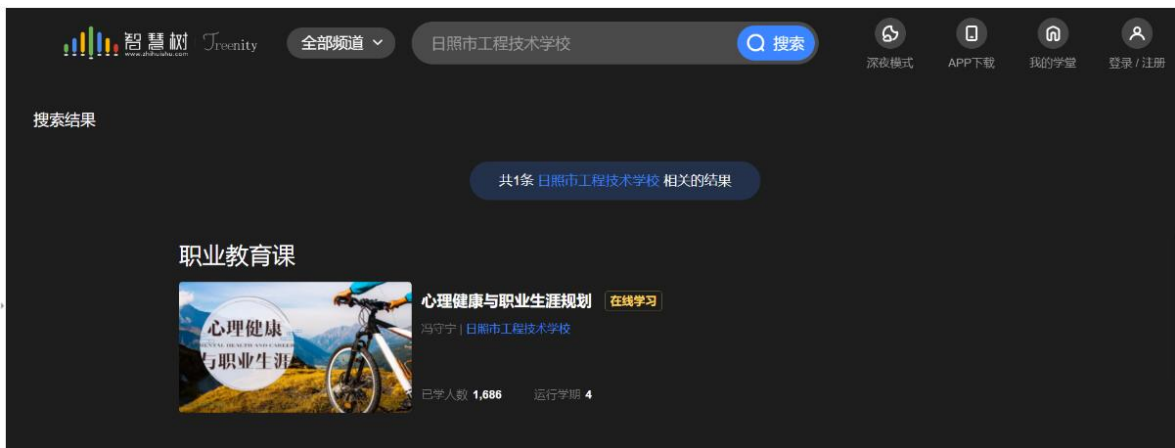 智慧树 Treenity
www.zhihuishu.com
全部频道
日照市工程技术学校
搜索
深夜模式
APP下载
我的学堂
登录 / 注册
搜索结果
共1条 日照市工程技术学校 相关的结果
职业教育课
心理健康
MENTAL HEALTH AND CAREER
与职业生涯
心理健康与职业生涯规划 在线学习
冯守宁 | 日照市工程技术学校
已学人数 1,686 运行学期 4